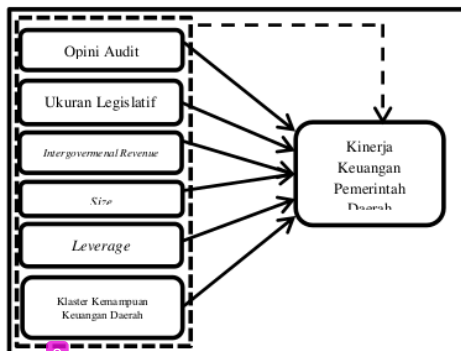 Opini Audit
Ukuran Legislatif
Intergovermenal Revenue
Size
Leverage
Klaster Kemampuan
Keuangan Daerah
Kinerja
Keuangan
Pemerintah
Daerah